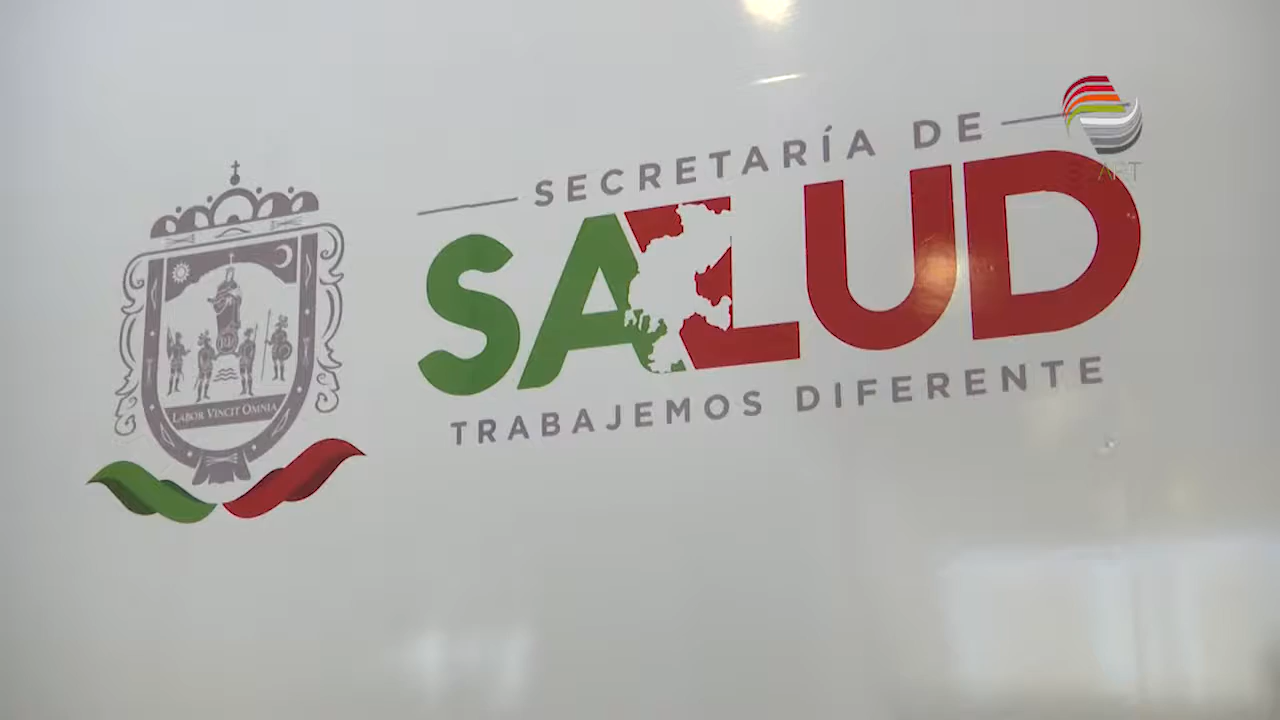 SECRETARÍA DE
SALUD
TRABAJEMOS DIFERENTE
LABOR VINCIT OMNIA